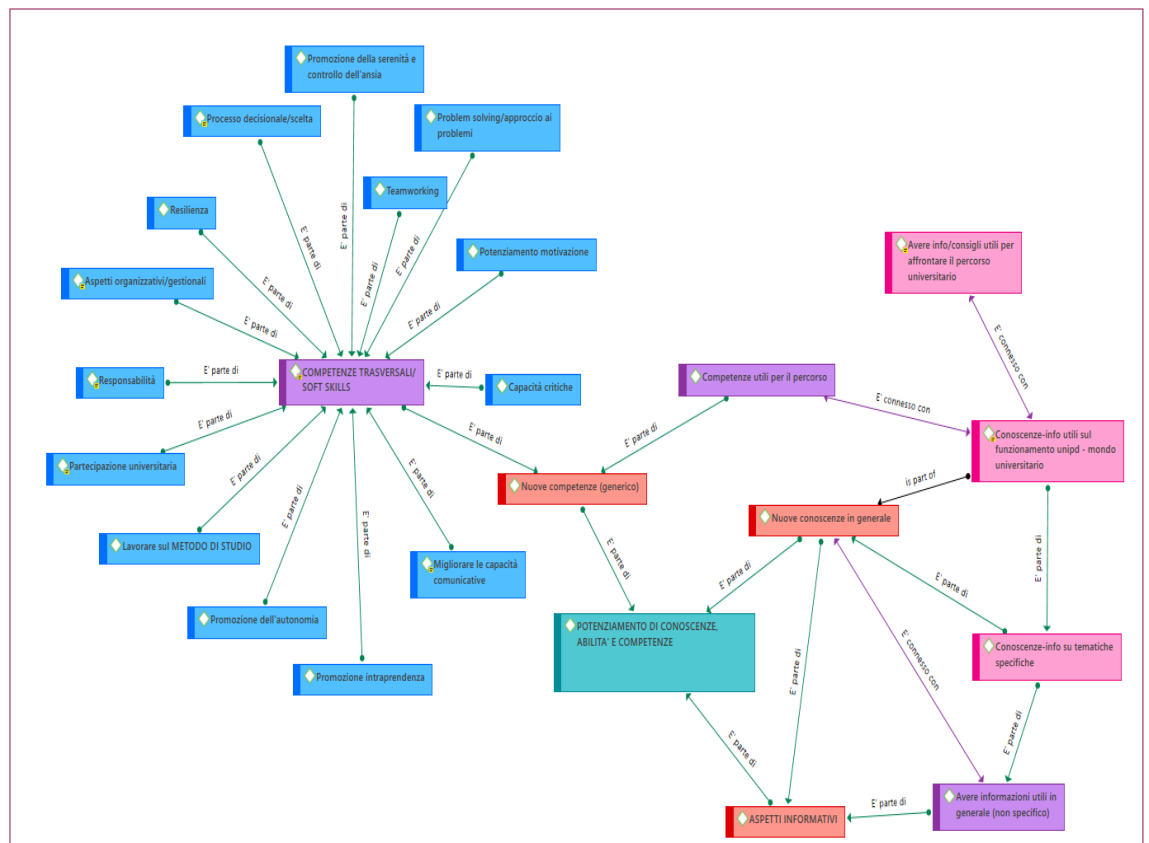 Promozione della serenità e
controllo dell'ansia
Processo decisionale/scelta
Problem solving/approccio ai
problemi
Teamworking
Resilienza
Potenziamento motivazione
Aspetti organizzativi/gestionali
Avere info/consigli utili per
affrontare il percorso
universitario
E' parte di
E' parte di
E' parte di
E' parte di
E' parte di
E' parte di
E' parte di
E' parte di
E' connesso con
COMPETENZE TRASVERSALI/
SOFT SKILLS
Responsabilità
E' parte di
E' parte di
Capacità critiche
Competenze utili per il percorso
E' connesso con
Conoscenze-info utili sul
funzionamento unipd - mondo
universitario
Partecipazione universitaria
E' parte di
E' parte di
E' parte di
E' parte di
E' parte di
Nuove competenze (generico)
is part of
Nuove conoscenze in generale
Lavorare sul METODO DI STUDIO
E' parte di
E' parte di
E' parte di
E' parte di
E' parte di
E' parte di
Migliorare le capacità
comunicative
Promozione dell'autonomia
POTENZIAMENTO DI CONOSCENZE,
ABILITA' E COMPETENZE
Conoscenze-info su tematiche
specifiche
Promozione intraprendenza
E' parte di
E' connesso con
E' parte di
E' parte di
Avere informazioni utili in
generale (non specifico)
E' parte di
ASPETTI INFORMATIVI